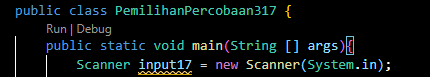 public class PemilihanPercobaan317 {
Run | Debug
public static void main(String [] args){
Scanner input17 = new Scanner(System.in);